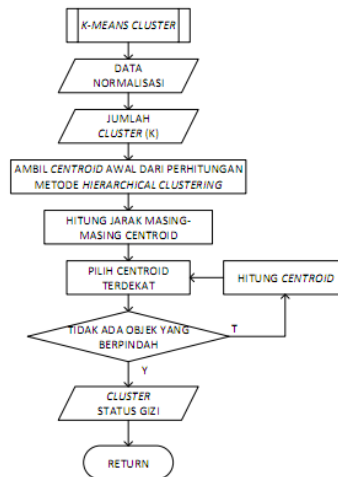 K-MEANS CLUSTER
DATA
NORMALISASI
JUMLAH
CLUSTER (K)
AMBIL CENTROID AWAL DARI PERHITUNGAN
METODE HIERARCHICAL CLUSTERING
HITUNG JARAK MASING-
MASING CENTROID
PILIH CENTROID
TERDEKAT
HITUNG CENTROID
TIDAK ADA OBJEK YANG
BERPINDAH
T
Y
CLUSTER
STATUS GIZI
RETURN